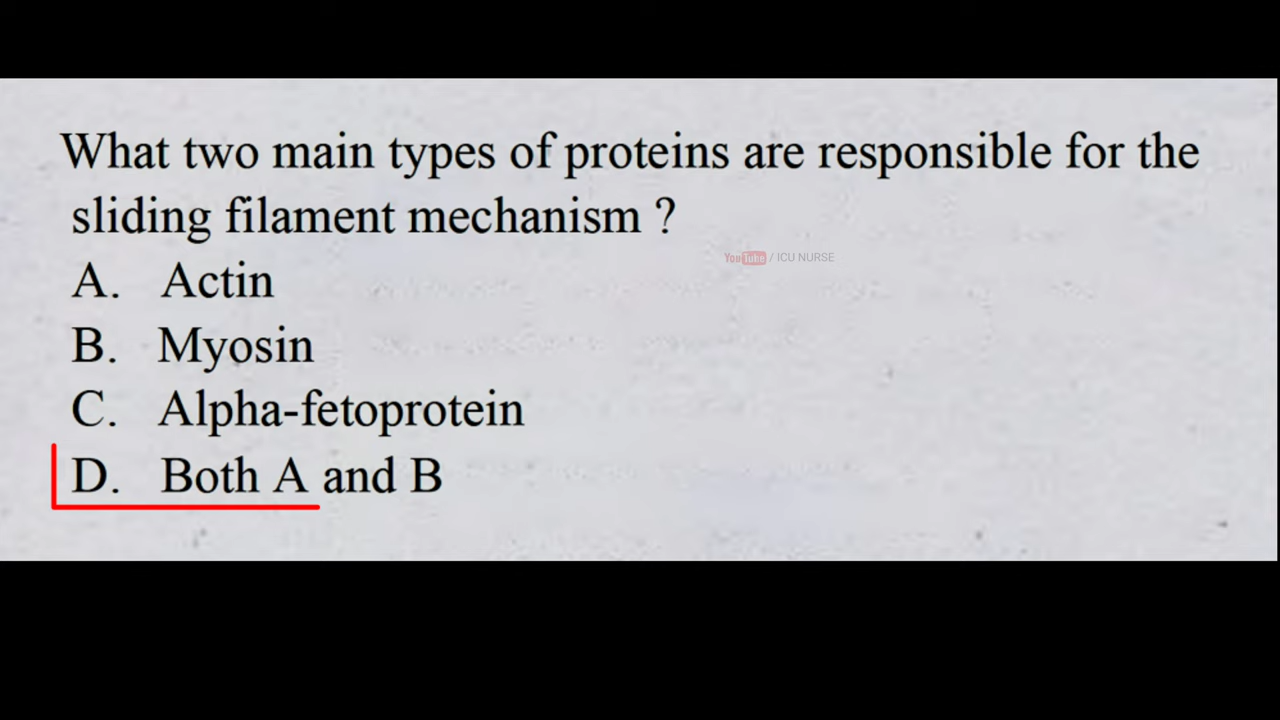 What two main types of proteins are responsible for the
sliding filament mechanism ?
YouTube / ICU NURSE
A. Actin
B. Myosin
C. Alpha-fetoprotein
D. Both A and B